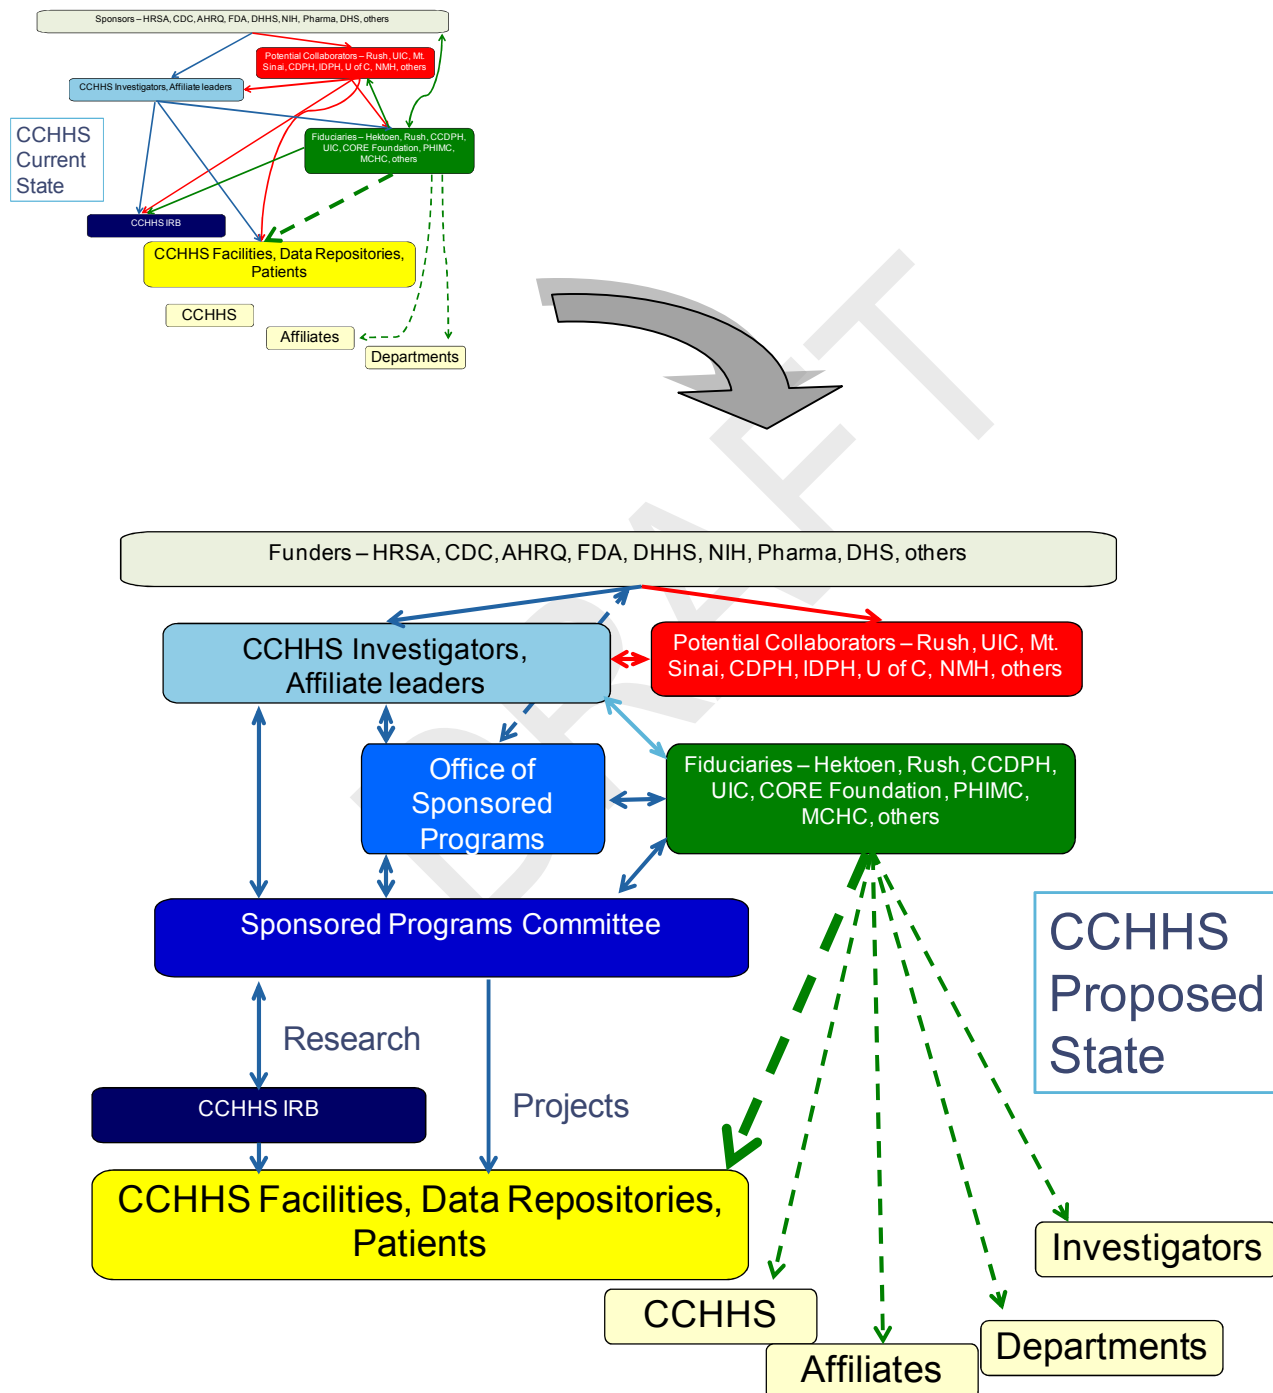 Sponsors – HRSA, CDC, AHRQ, FDA, DHHS, NIH, Pharma, DHS, others
Potential Collaborators – Rush, UIC, Mt.
Sinai, CDPH, IDPH, U of C, NMH, others
CCHHS Investigators, Affiliate leaders
CCHHS
Current
State
Fiduciaries – Hektoen, Rush, CCDPH,
UIC, CORE Foundation, PHIMC,
MCHC, others
CCHHS IRB
CCHHS Facilities, Data Repositories,
Patients
CCHHS
Affiliates
Departments
DRAFT
Funders – HRSA, CDC, AHRQ, FDA, DHHS, NIH, Pharma, DHS, others
CCHHS Investigators,
Affiliate leaders
Potential Collaborators – Rush, UIC, Mt.
Sinai, CDPH, IDPH, U of C, NMH, others
Office of
Sponsored
Programs
Fiduciaries – Hektoen, Rush, CCDPH,
UIC, CORE Foundation, PHIMC,
MCHC, others
Sponsored Programs Committee
CCHHS
Proposed
State
Research
CCHHS IRB
Projects
CCHHS Facilities, Data Repositories,
Patients
Investigators
CCHHS
Departments
Affiliates